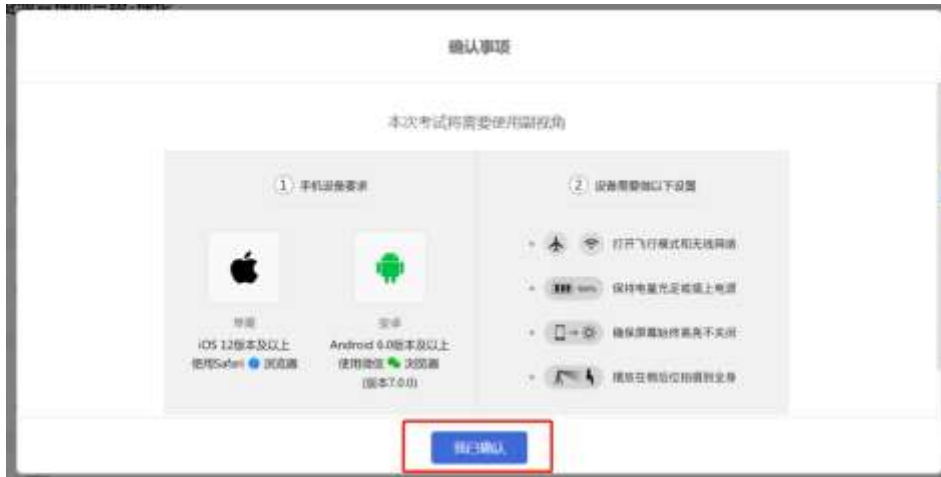 确认事项
本次考试将需要使用副视角
1 手机设备要求
苹果
iOS 12版本及以上
使用Safari 浏览器
安卓
Android 6.0版本及以上
使用微信 浏览器
(版本7.0.0)
2 设备需要做以下设置
打开飞行模式和无线网络
保持电量充足或插上电源
确保屏幕始终高亮不关闭
摆放在侧后位拍摄到全身
我已确认